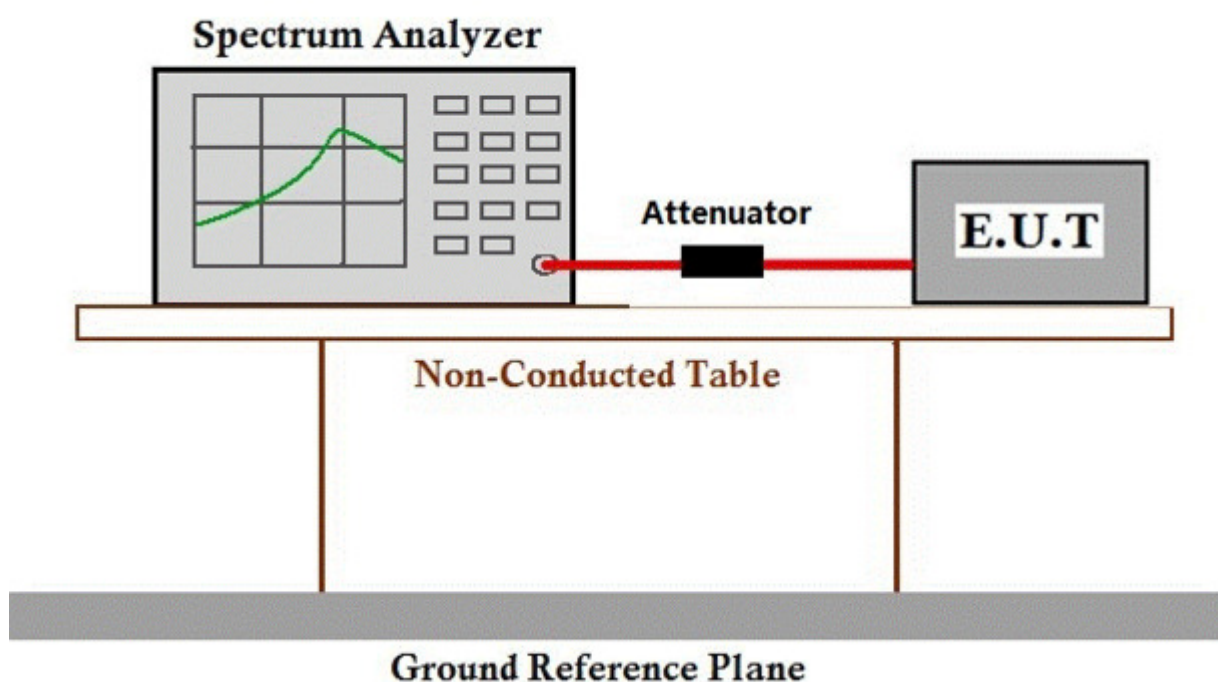 Spectrum Analyzer
Attenuator
E.U.T
Non-Conducted Table
Ground Reference Plane